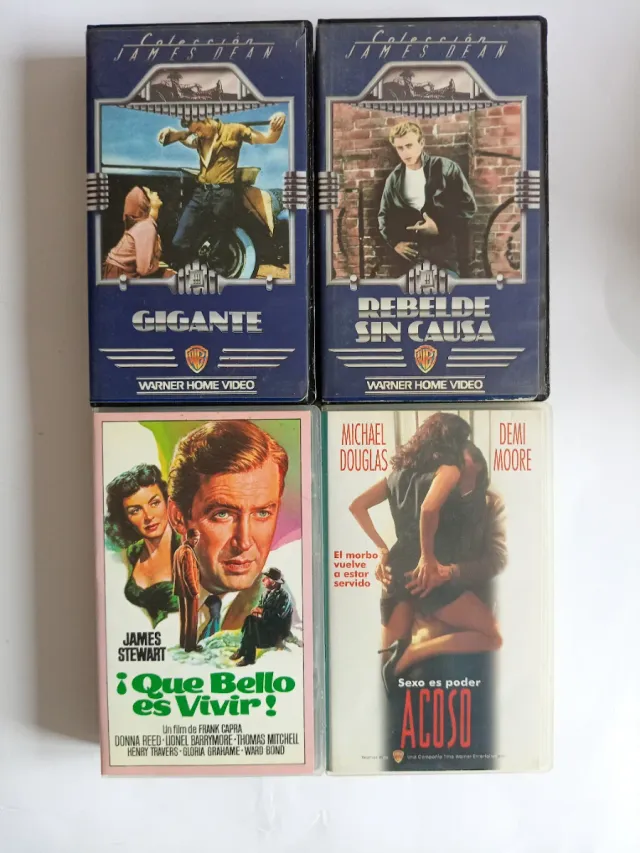 Colección
JAMES DEAN
GIGANTE
WB
WARNER HOME VIDEO
Colección
JAMES DEAN
REBELDE
SIN CAUSA
WB
WARNER HOME VIDEO
JAMES
STEWART
¡Que Bello
es Vivir!
Un film de FRANK CAPRA
DONNA REED · LIONEL BARRYMORE · THOMAS MITCHELL
HENRY TRAVERS · GLORIA GRAHAME · WARD BOND
MICHAEL
DOUGLAS
DEMI
MOORE
El morbo
vuelve
a estar
servido
Sexo es poder
ACOSO